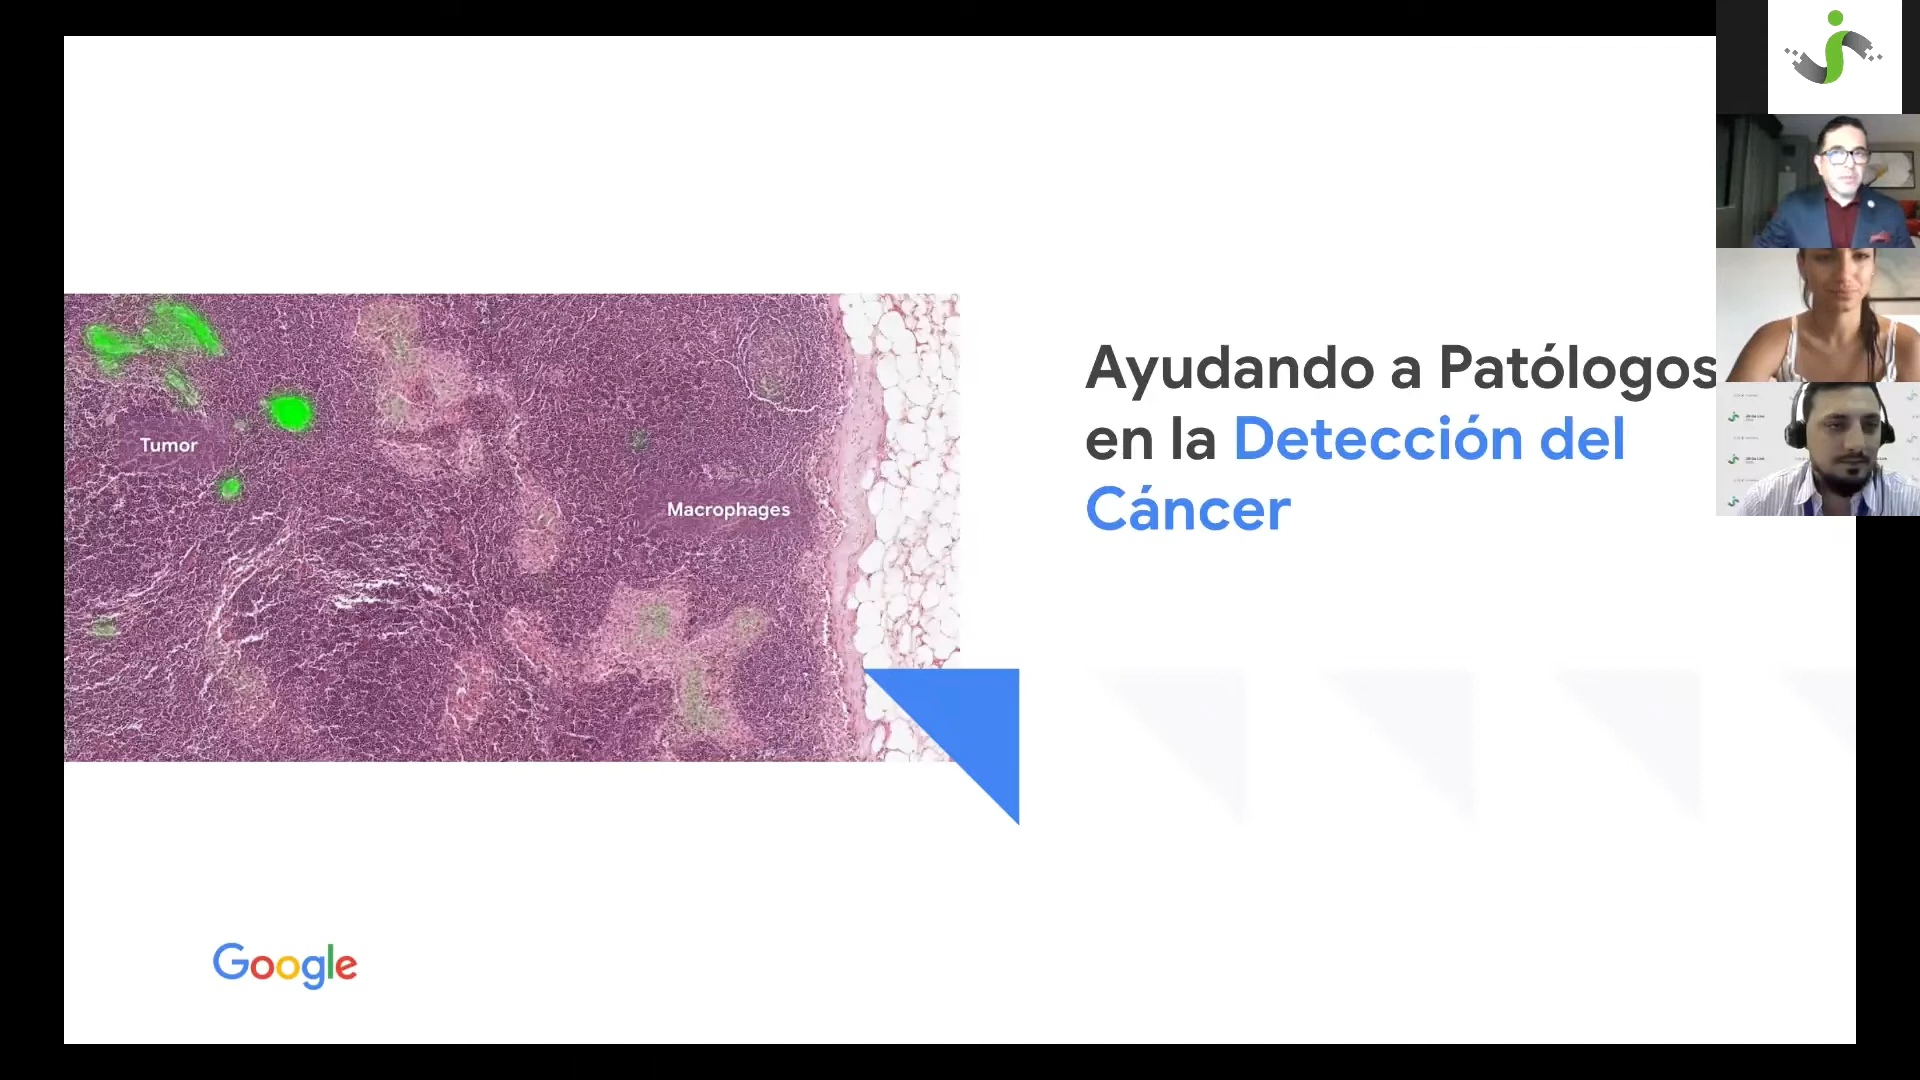 Ayudando a Patólogos
en la Detección del
Cáncer
Tumor
Macrophages
Google